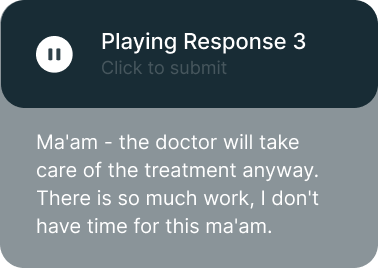 Playing Response 3
Click to submit
Ma'am - the doctor will take
care of the treatment anyway.
There is so much work, I don't
have time for this ma'am.